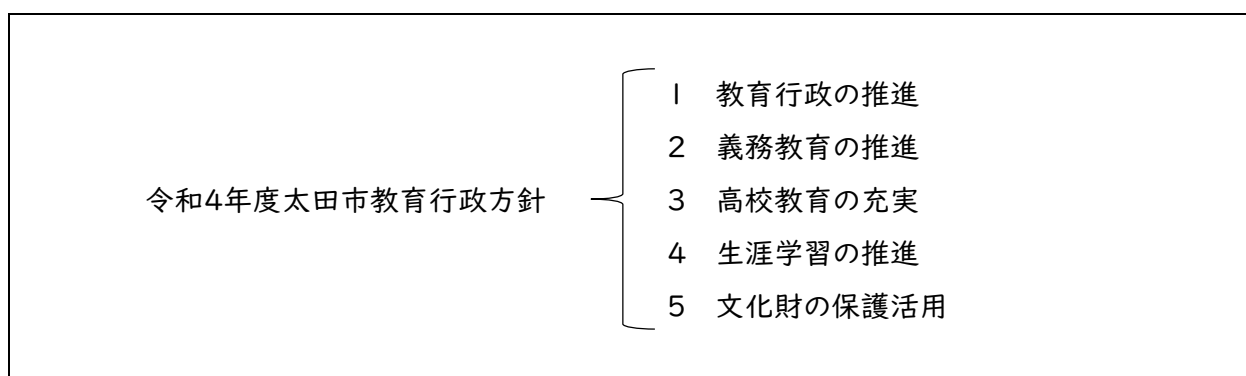 令和4年度太田市教育行政方針
1 教育行政の推進
2 義務教育の推進
3 高校教育の充実
4 生涯学習の推進
5 文化財の保護活用